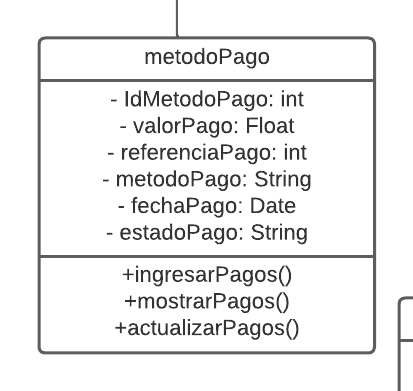 metodoPago
- IdMetodoPago: int
- valorPago: Float
- referenciaPago: int
- metodoPago: String
- fechaPago: Date
- estadoPago: String
+ingresarPagos()
+mostrarPagos()
+actualizarPagos()